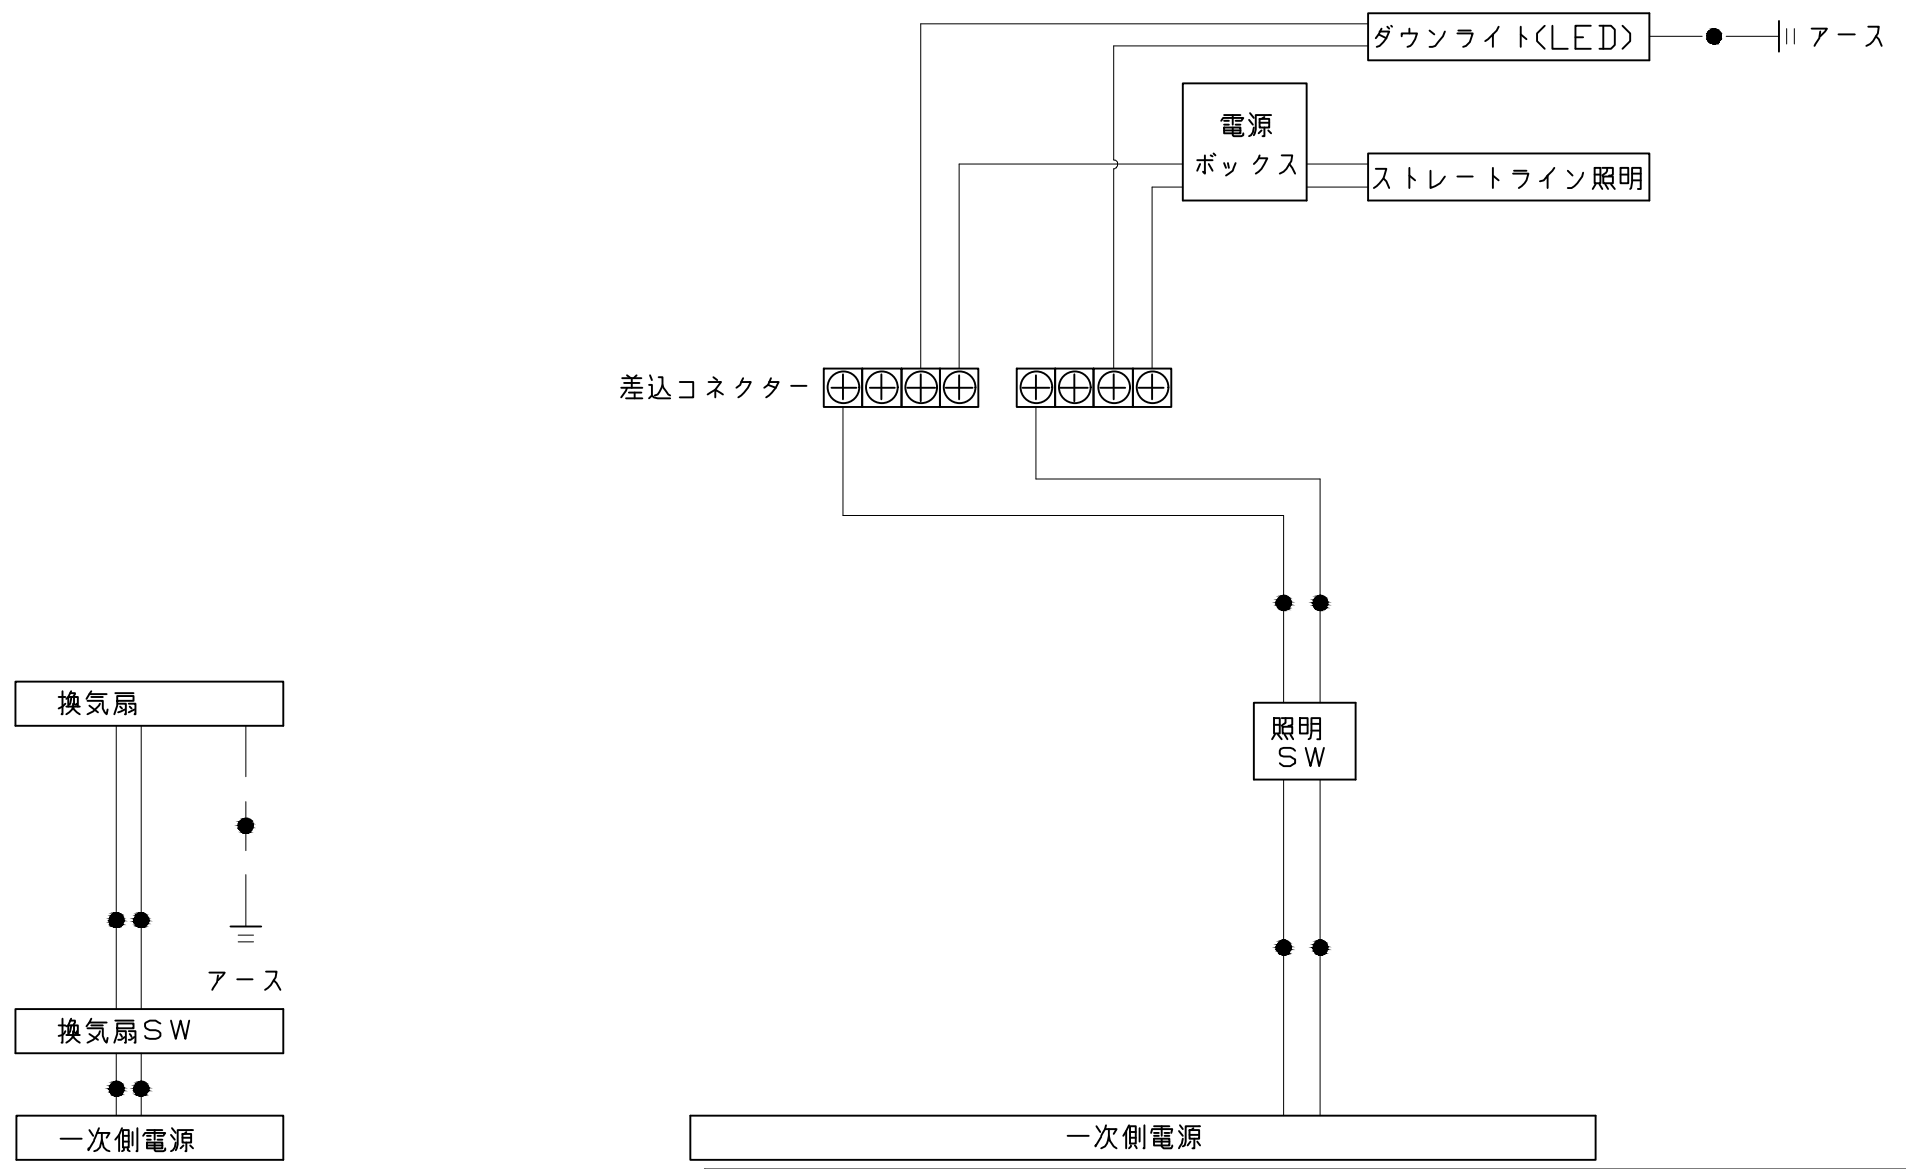 ダウンライト(LED)
アース
電源
ボックス
ストレートライン照明
差込コネクター
換気扇
照明
SW
アース
換気扇SW
一次側電源
一次側電源